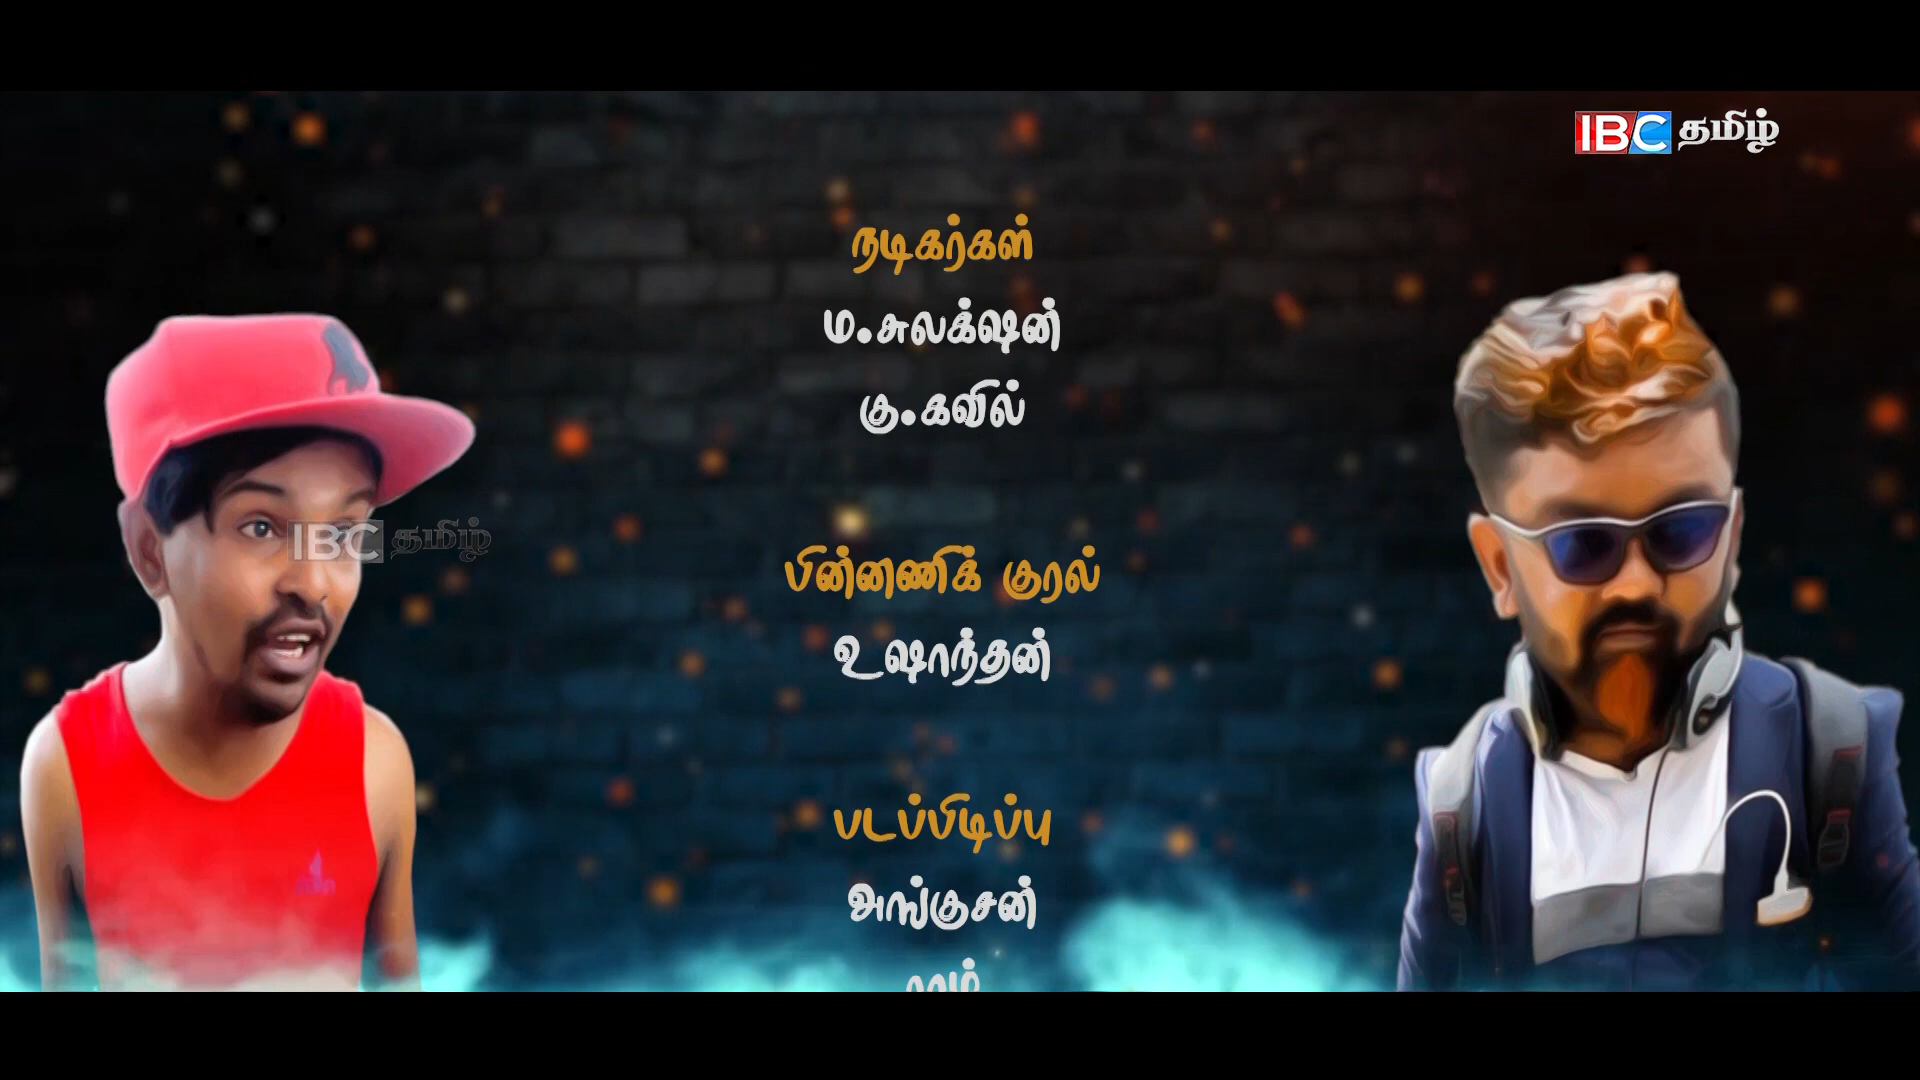 IBC தமிழ்
நடிகர்கள்
ம.சுலக்ஷன்
கு.கவில்
IBC தமிழ்
பின்னணிக் குரல்
உஷாந்தன்
படப்பிடிப்பு
அங்குசன்